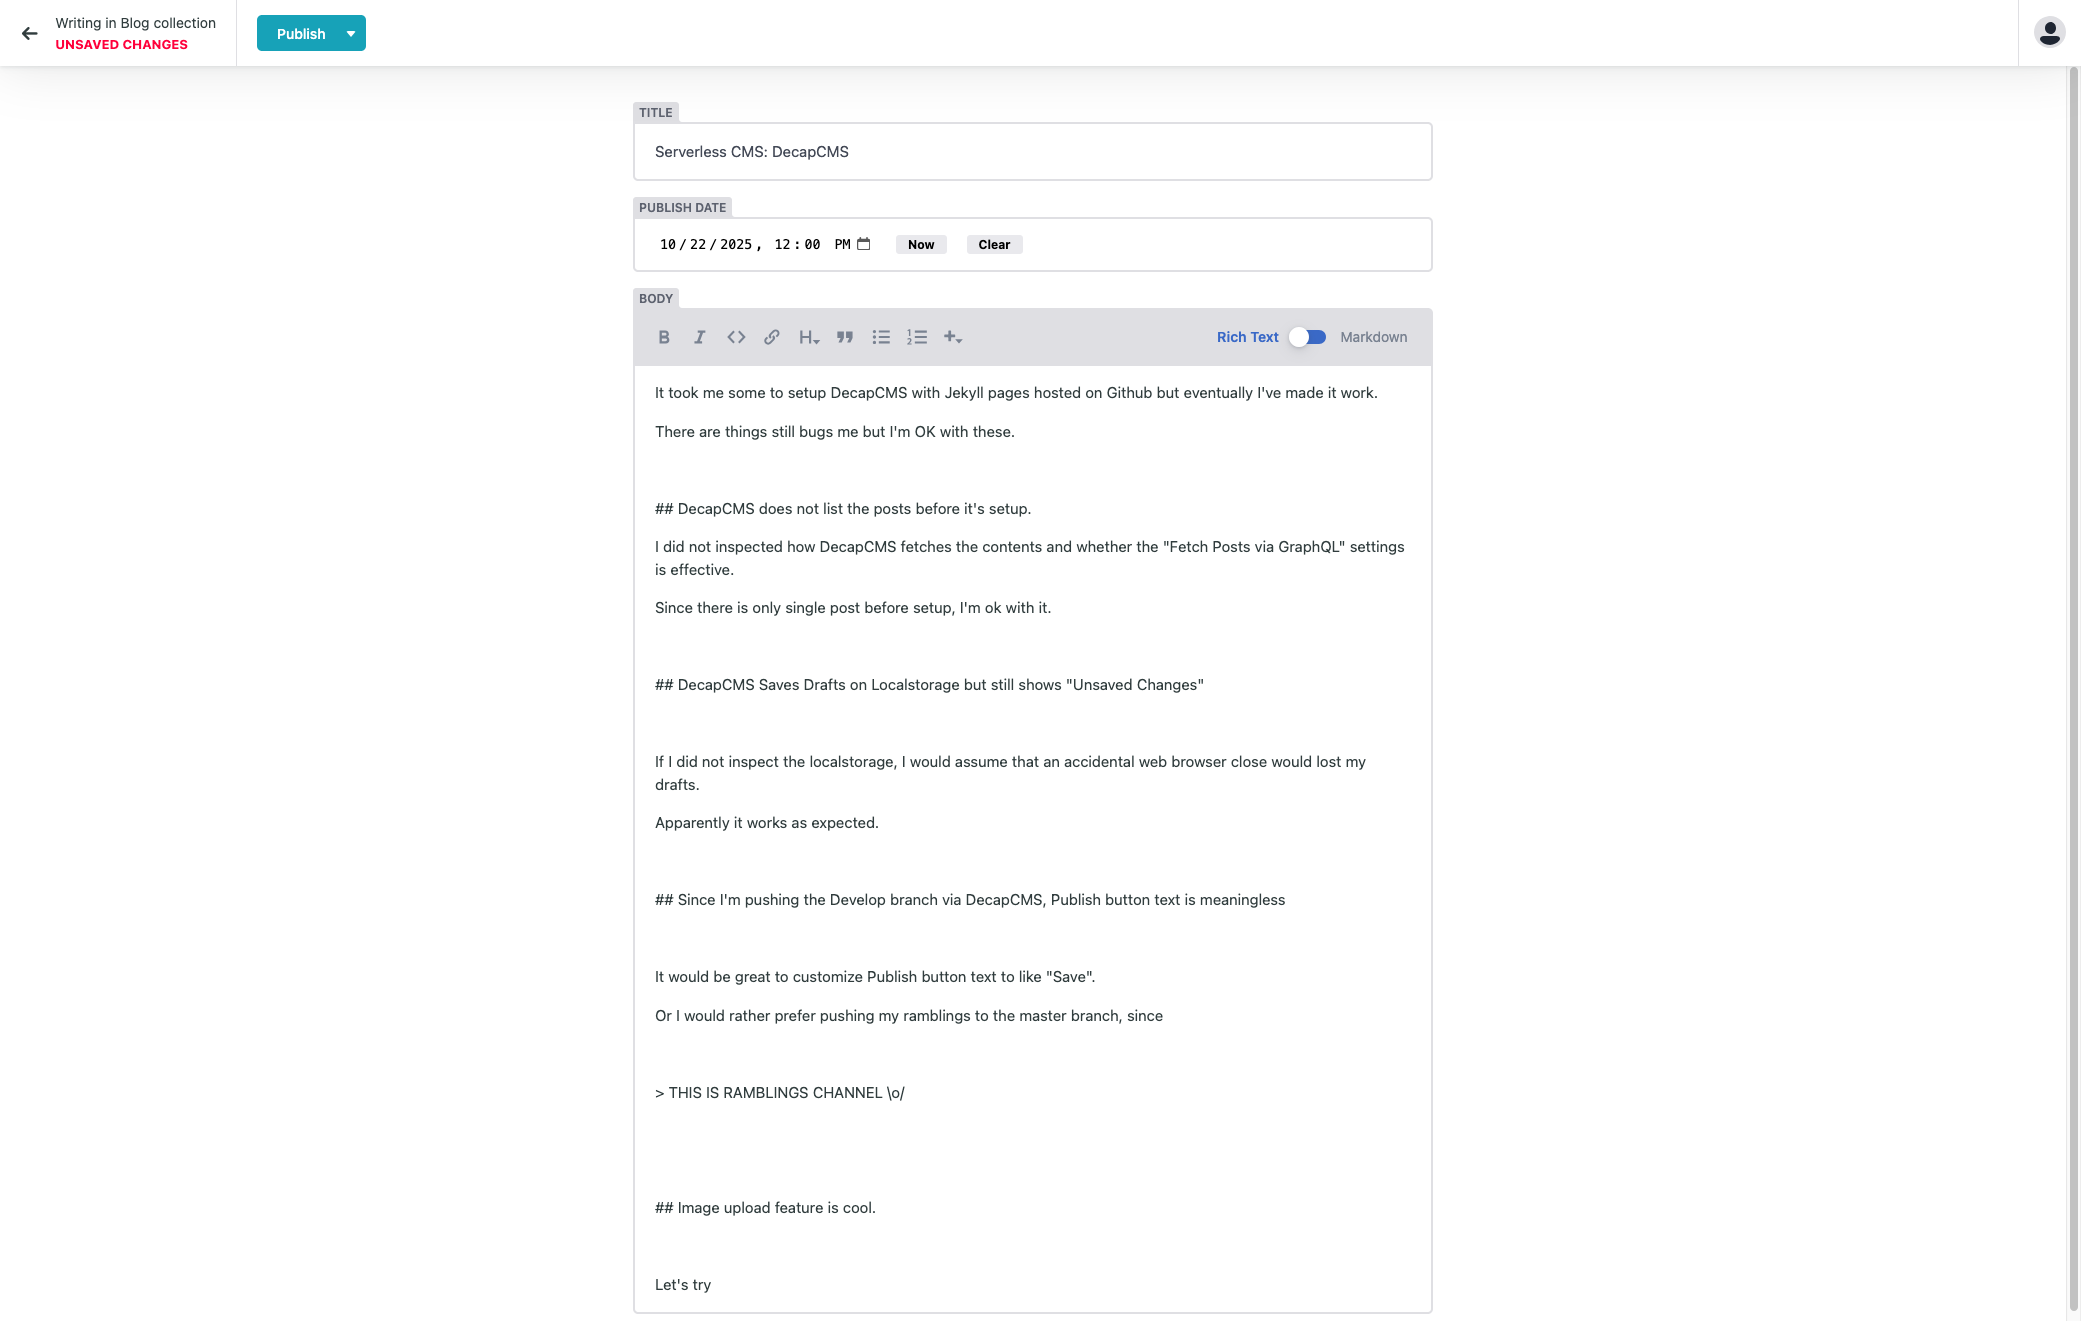 Writing in Blog collection
UNSAVED CHANGES
Publish
TITLE
Serverless CMS: DecapCMS
PUBLISH DATE
10/22/2025, 12:00 PM
Now
Clear
BODY
B I <> H 1 2 +
Rich Text
Markdown
It took me some to setup DecapCMS with Jekyll pages hosted on Github but eventually I've made it work.
There are things still bugs me but I'm OK with these.
## DecapCMS does not list the posts before it's setup.
I did not inspected how DecapCMS fetches the contents and whether the "Fetch Posts via GraphQL" settings
is effective.
Since there is only single post before setup, I'm ok with it.
## DecapCMS Saves Drafts on Localstorage but still shows "Unsaved Changes"
If I did not inspect the localstorage, I would assume that an accidental web browser close would lost my
drafts.
Apparently it works as expected.
## Since I'm pushing the Develop branch via DecapCMS, Publish button text is meaningless
It would be great to customize Publish button text to like "Save".
Or I would rather prefer pushing my ramblings to the master branch, since
> THIS IS RAMBLINGS CHANNEL \o/
## Image upload feature is cool.
Let's try